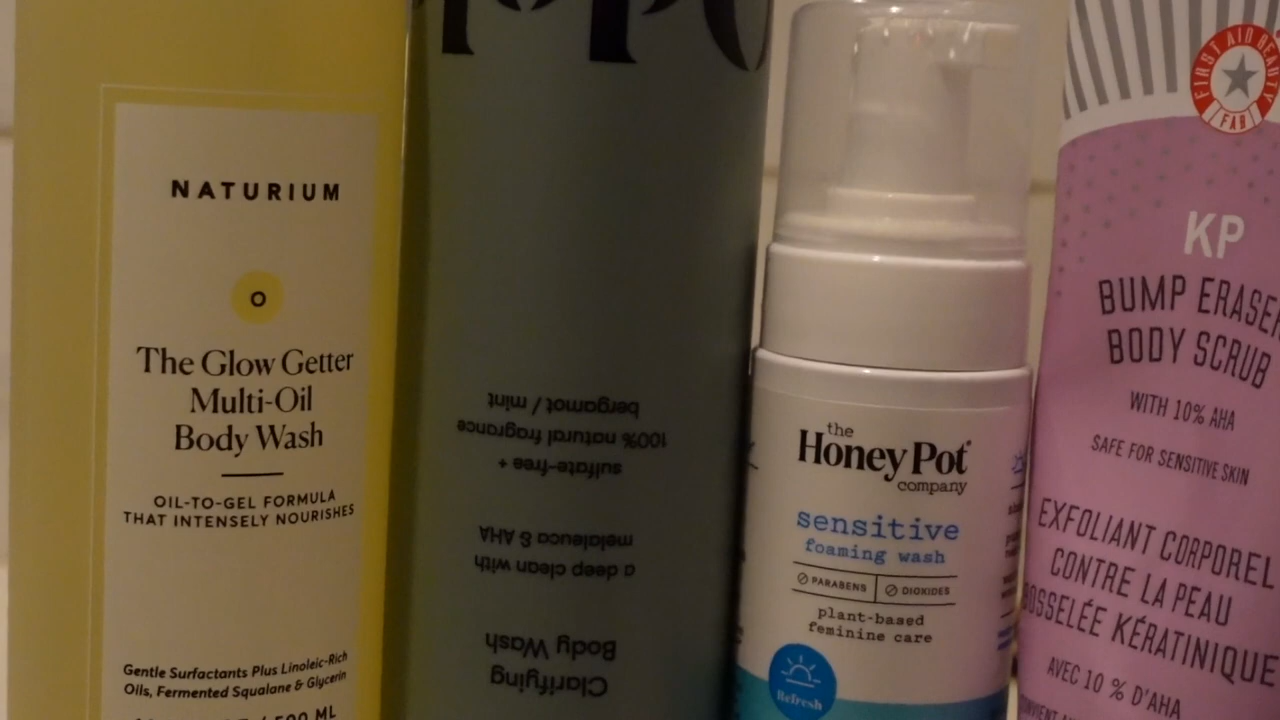 NATURIUM
The Glow Getter
Multi-Oil
Body Wash
OIL-TO-GEL FORMULA
THAT INTENSELY NOURISHES
Gentle Surfactants Plus Linoleic-Rich
Oils, Fermented Squalane & Glycerin
Clarifying
Body Wash
a deep clean with
melaleuca & AHA
sulfate-free +
100% natural fragrance
bergamot / mint
the
Honey Pot
company
sensitive
foaming wash
PARABENS
DIOXIDES
plant-based
feminine care
Refresh
FIRST AID BEAUTY
FAB
KP
BUMP ERASER
BODY SCRUB
WITH 10% AHA
SAFE FOR SENSITIVE SKIN
EXFOLIANT CORPOREL
CONTRE LA PEAU
KÉRATINIQUE
AVEC 10 % D'AHA